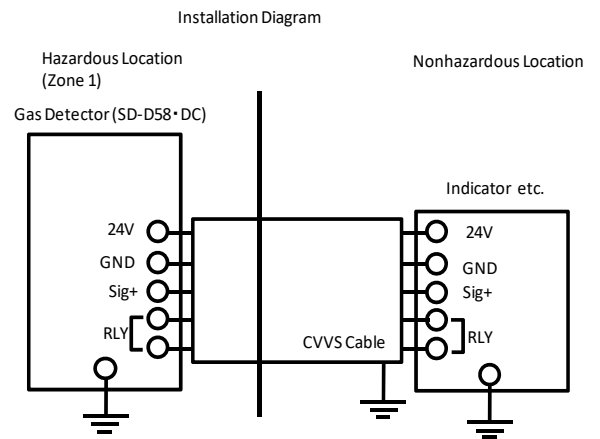 Installation Diagram
Hazardous Location
(Zone 1)
Nonhazardous Location
Gas Detector (SD-D58・DC)
Indicator etc.
24V
GND
Sig+
RLY
CVVS Cable
24V
GND
Sig+
RLY